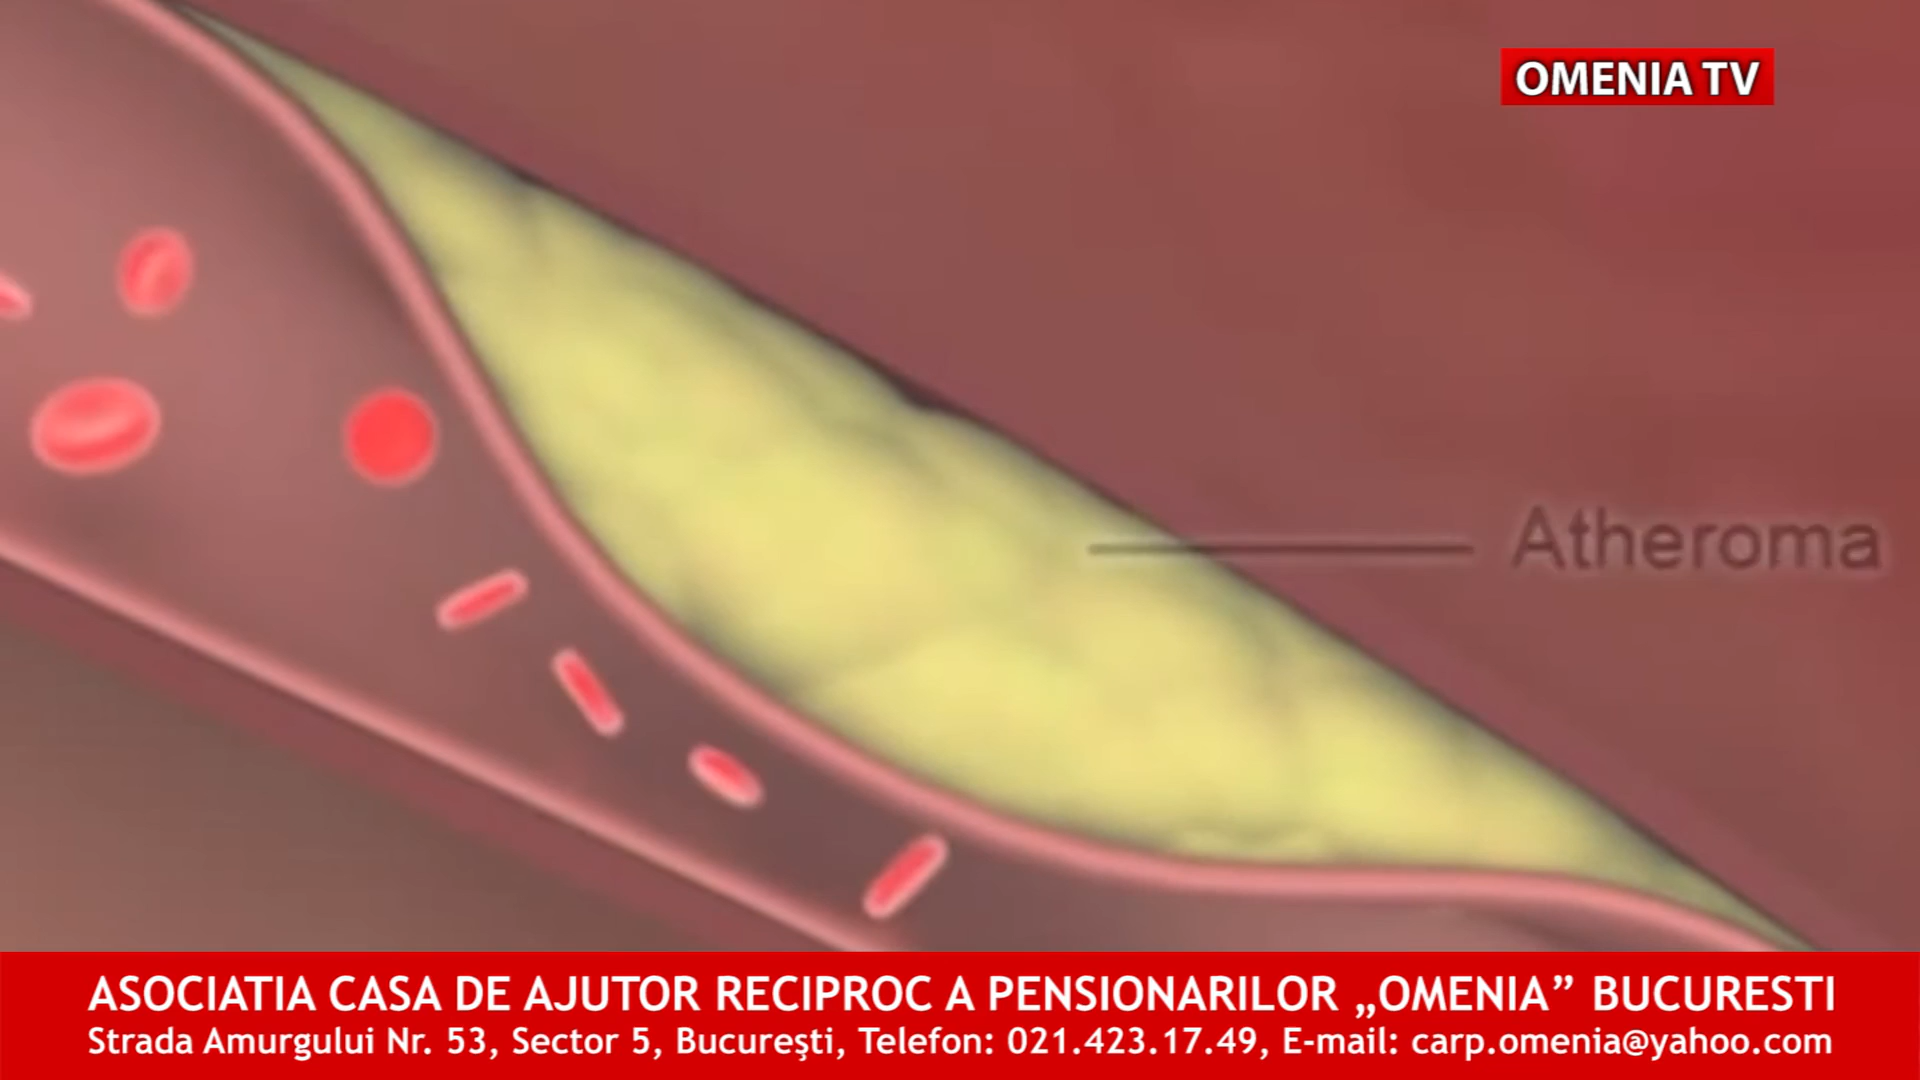 OMENIA TV
Atheroma
ASOCIATIA CASA DE AJUTOR RECIPROC A PENSIONARILOR „OMENIA” BUCURESTI
Strada Amurgului Nr. 53, Sector 5, Bucureşti, Telefon: 021.423.17.49, E-mail: carp.omenia@yahoo.com